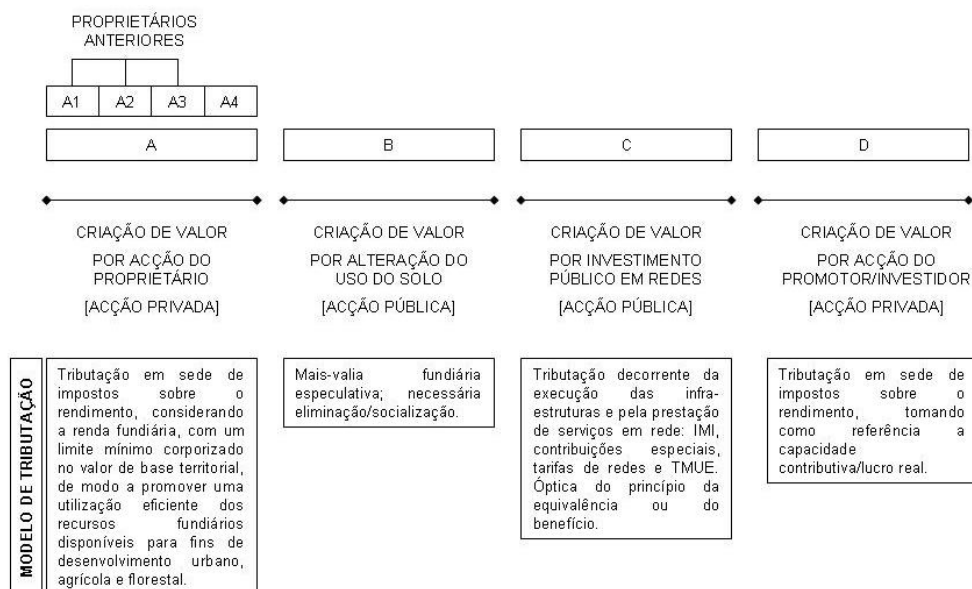 PROPRIETÁRIOS
ANTERIORES
A1 A2 A3 A4
A
B
C
D
CRIAÇÃO DE VALOR
POR ACÇÃO DO
PROPRIETÁRIO
[ACÇÃO PRIVADA]
CRIAÇÃO DE VALOR
POR ALTERAÇÃO DO
USO DO SOLO
[ACÇÃO PÚBLICA]
CRIAÇÃO DE VALOR
POR INVESTIMENTO
PÚBLICO EM REDES
[ACÇÃO PÚBLICA]
CRIAÇÃO DE VALOR
POR ACÇÃO DO
PROMOTOR/INVESTIDOR
[ACÇÃO PRIVADA]
MODELO DE TRIBUTAÇÃO
Tributação em sede de
impostos sobre o
rendimento, considerando
a renda fundiária, com um
limite mínimo corporizado
no valor de base territorial,
de modo a promover uma
utilização eficiente dos
recursos fundiários
disponíveis para fins de
desenvolvimento urbano,
agrícola e florestal.
Mais-valia fundiária
especulativa; necessária
eliminação/socialização.
Tributação decorrente da
execução das infra-
estruturas e pela prestação
de serviços em rede: IMI,
contribuições especiais,
tarifas de redes e TMUE.
Óptica do princípio da
equivalência ou do
benefício.
Tributação em sede de
impostos sobre o
rendimento, tomando
como referência a
capacidade
contributiva/lucro real.